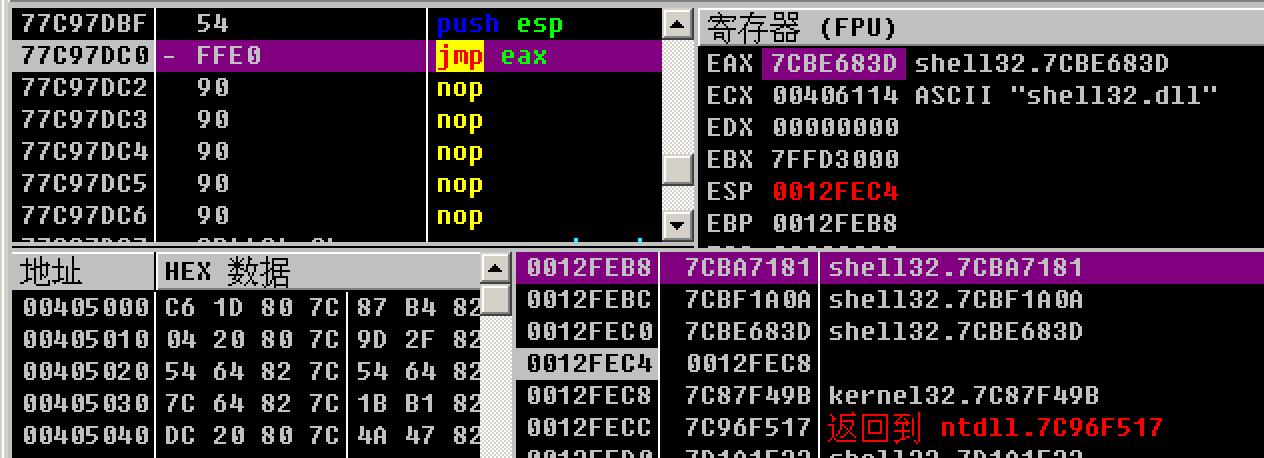 77C97DBF 54 push esp
77C97DC0 - FFE0 jmp eax
77C97DC2 90 nop
77C97DC3 90 nop
77C97DC4 90 nop
77C97DC5 90 nop
77C97DC6 90 nop
寄存器 (FPU)
EAX 7CBE683D shell32.7CBE683D
ECX 00406114 ASCII "shell32.dll"
EDX 00000000
EBX 7FFD3000
ESP 0012FEC4
EBP 0012FEB8
地址 HEX 数据
00405000 C6 1D 80 7C 87 B4 82
00405010 04 20 80 7C 9D 2F 82
00405020 54 64 82 7C 54 64 82
00405030 7C 64 82 7C 1B B1 82
00405040 DC 20 80 7C 4A 47 82
0012FEB8 7CBA7181 shell32.7CBA7181
0012FEBC 7CBF1A0A shell32.7CBF1A0A
0012FEC0 7CBE683D shell32.7CBE683D
0012FEC4 0012FEC8
0012FEC8 7C87F49B kernel32.7C87F49B
0012FECC 7C96F517 返回到 ntdll.7C96F517
0012FED0 7D1A1F22 shell32.7D1A1F22